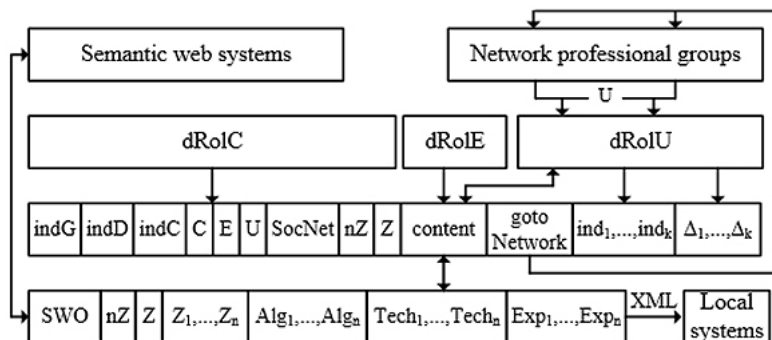 Semantic web systems
Network professional groups
U
dRolC
dRolE
dRolU
indG
indD
indC
C
E
U
SocNet
nZ
Z
content
goto
Network
ind₁,...,indₖ
Δ₁,...,Δₖ
SWO
nZ
Z
Z₁,...,Zₙ
Alg₁,...,Algₙ
Tech₁,...,Techₙ
Exp₁,...,Expₙ
XML
Local
systems